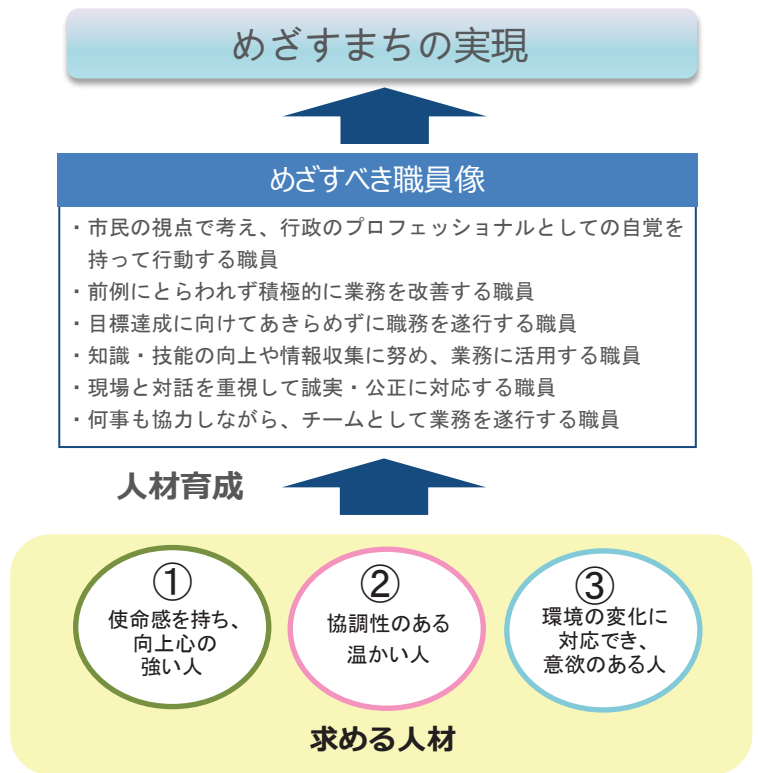 めざすまちの実現
めざすべき職員像
・市民の視点で考え、行政のプロフェッショナルとしての自覚を
持って行動する職員
・前例にとらわれず積極的に業務を改善する職員
・目標達成に向けてあきらめずに職務を遂行する職員
・知識・技能の向上や情報収集に努め、業務に活用する職員
・現場と対話を重視して誠実・公正に対応する職員
・何事も協力しながら、チームとして業務を遂行する職員
人材育成
①
使命感を持ち、
向上心の
強い人
②
協調性のある
温かい人
③
環境の変化に
対応でき、
意欲のある人
求める人材